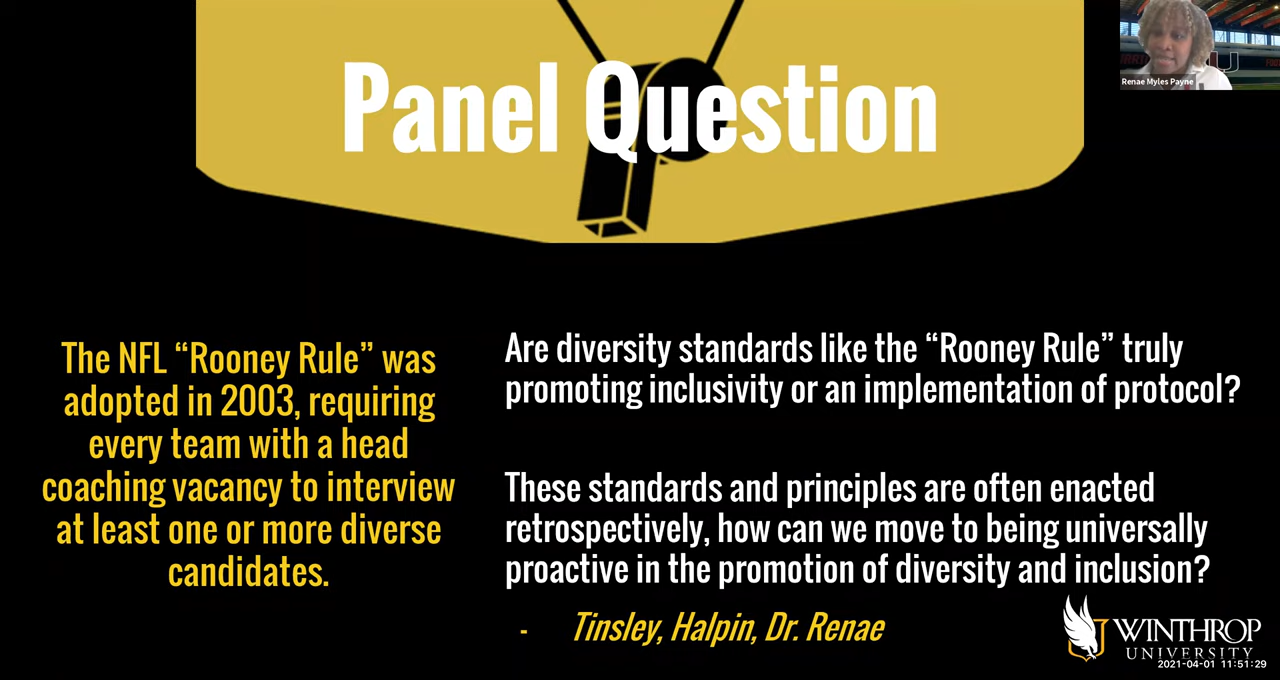 Panel Question
Renae Myles Payne
The NFL “Rooney Rule” was
adopted in 2003, requiring
every team with a head
coaching vacancy to interview
at least one or more diverse
candidates.
Are diversity standards like the “Rooney Rule” truly
promoting inclusivity or an implementation of protocol?
These standards and principles are often enacted
retrospectively, how can we move to being universally
proactive in the promotion of diversity and inclusion?
- Tinsley, Halpin, Dr. Renae
WINTHROP
UNIVERSITY
2021-04-01 11:51:29